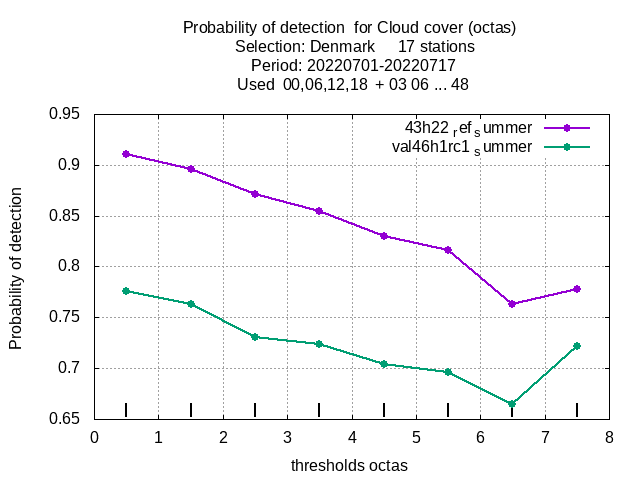 Probability of detection  for Cloud cover (octas)
Selection: Denmark     17 stations
Period: 20220701-20220717
Used  00,06,12,18  + 03 06 ... 48
0.95
43h22_ref_summer
val46h1rc1_summer
0.9
0.85
0.8
0.75
0.7
0.65
Probability of detection
0 1 2 3 4 5 6 7 8
thresholds octas